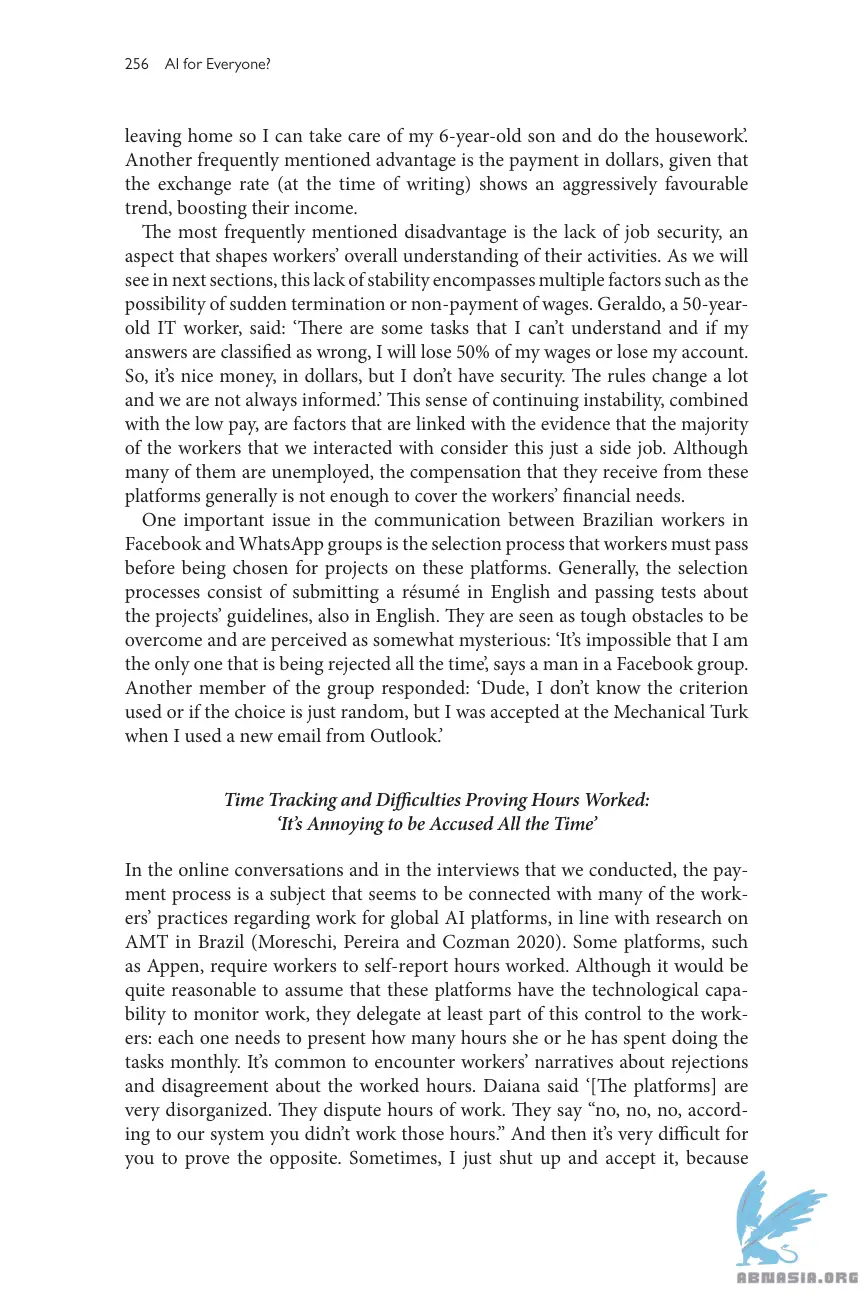 256 AI for Everyone?
leaving home so I can take care of my 6-year-old son and do the housework’.
Another frequently mentioned advantage is the payment in dollars, given that
the exchange rate (at the time of writing) shows an aggressively favourable
trend, boosting their income.
The most frequently mentioned disadvantage is the lack of job security, an
aspect that shapes workers’ overall understanding of their activities. As we will
see in next sections, this lack of stability encompasses multiple factors such as the
possibility of sudden termination or non-payment of wages. Geraldo, a 50-year-
old IT worker, said: ‘There are some tasks that I can’t understand and if my
answers are classified as wrong, I will lose 50% of my wages or lose my account.
So, it’s nice money, in dollars, but I don’t have security. The rules change a lot
and we are not always informed.’ This sense of continuing instability, combined
with the low pay, are factors that are linked with the evidence that the majority
of the workers that we interacted with consider this just a side job. Although
many of them are unemployed, the compensation that they receive from these
platforms generally is not enough to cover the workers’ financial needs.
One important issue in the communication between Brazilian workers in
Facebook and WhatsApp groups is the selection process that workers must pass
before being chosen for projects on these platforms. Generally, the selection
processes consist of submitting a résumé in English and passing tests about
the projects’ guidelines, also in English. They are seen as tough obstacles to be
overcome and are perceived as somewhat mysterious: ‘It’s impossible that I am
the only one that is being rejected all the time’, says a man in a Facebook group.
Another member of the group responded: ‘Dude, I don’t know the criterion
used or if the choice is just random, but I was accepted at the Mechanical Turk
when I used a new email from Outlook.’
Time Tracking and Difficulties Proving Hours Worked:
‘It’s Annoying to be Accused All the Time’
In the online conversations and in the interviews that we conducted, the pay-
ment process is a subject that seems to be connected with many of the work-
ers’ practices regarding work for global AI platforms, in line with research on
AMT in Brazil (Moreschi, Pereira and Cozman 2020). Some platforms, such
as Appen, require workers to self-report hours worked. Although it would be
quite reasonable to assume that these platforms have the technological capa-
bility to monitor work, they delegate at least part of this control to the work-
ers: each one needs to present how many hours she or he has spent doing the
tasks monthly. It’s common to encounter workers’ narratives about rejections
and disagreement about the worked hours. Daiana said ‘[The platforms] are
very disorganized. They dispute hours of work. They say “no, no, no, accord-
ing to our system you didn’t work those hours.” And then it’s very difficult for
you to prove the opposite. Sometimes, I just shut up and accept it, because
ABNASIA.ORG